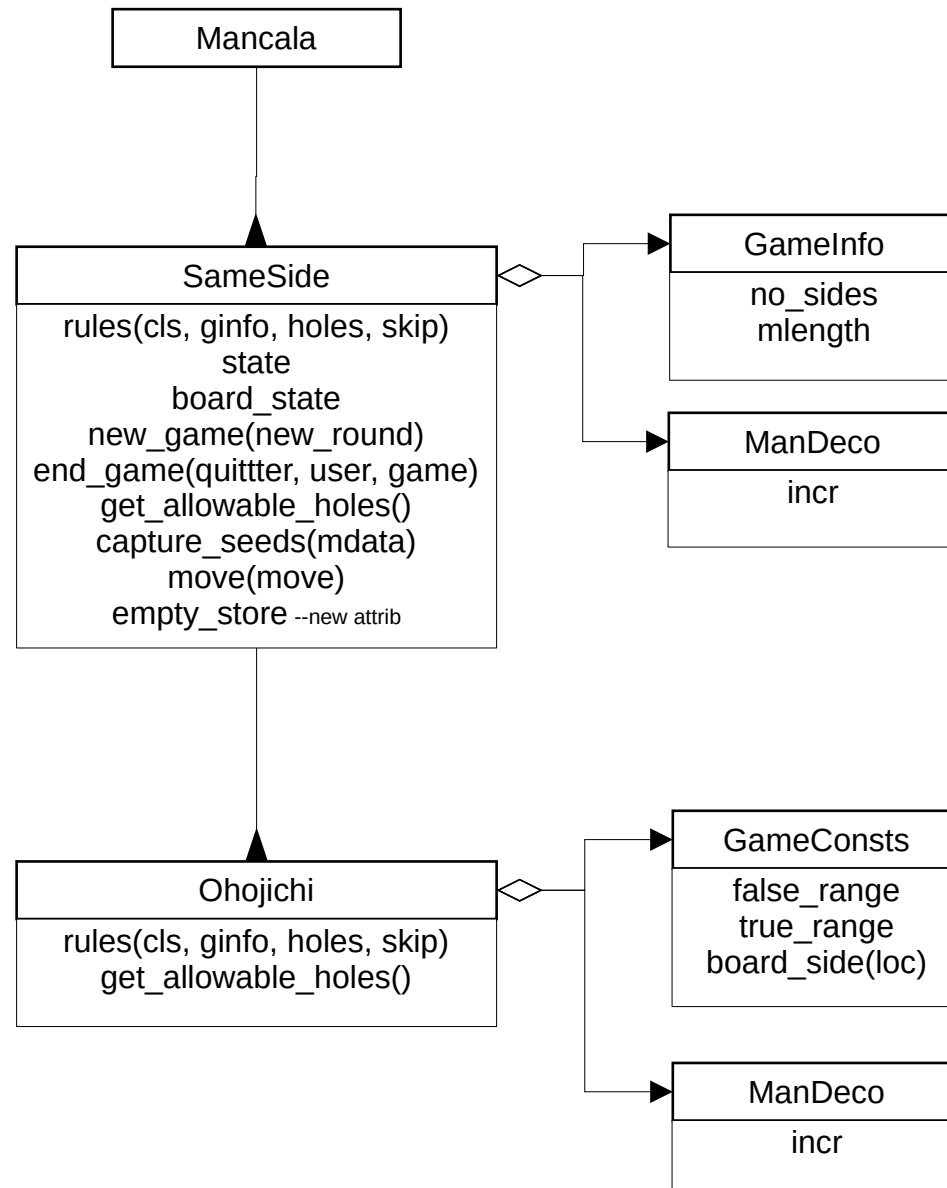 Mancala
SameSide
rules(cls, ginfo, holes, skip)
state
board_state
new_game(new_round)
end_game(quittter, user, game)
get_allowable_holes()
capture_seeds(mdata)
move(move)
empty_store --new attrib
GameInfo
no_sides
mlength
ManDeco
incr
Ohojichi
rules(cls, ginfo, holes, skip)
get_allowable_holes()
GameConsts
false_range
true_range
board_side(loc)
ManDeco
incr